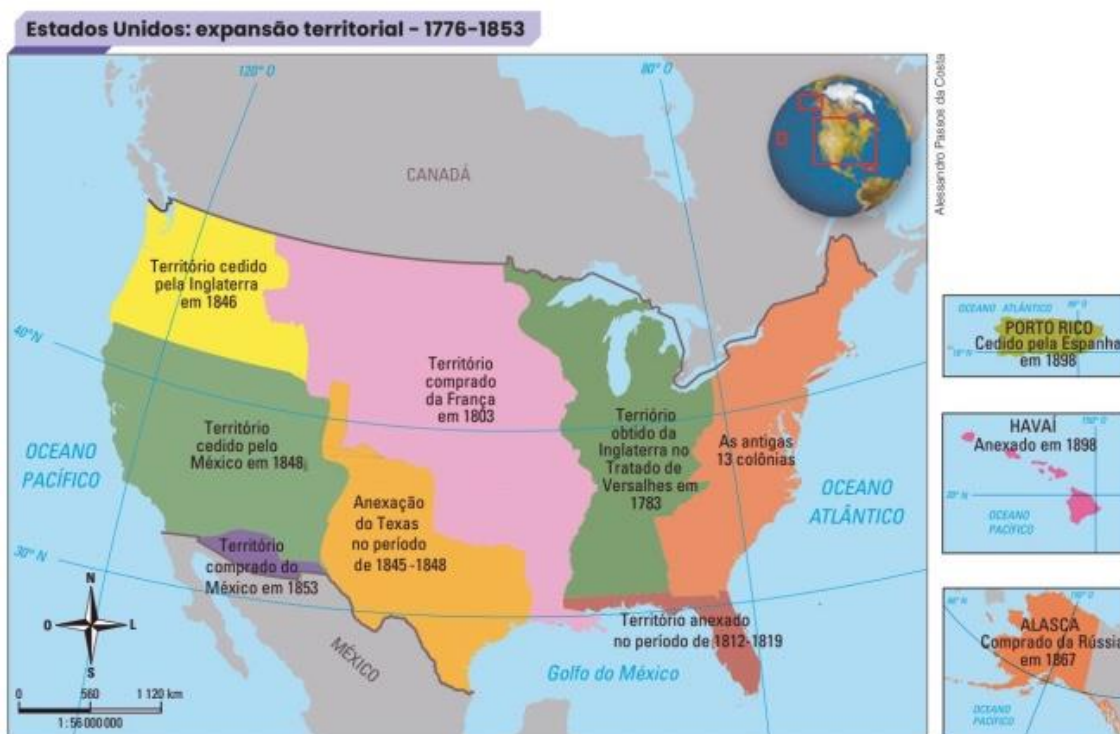 Estados Unidos: expansão territorial - 1776-1853
120° O
80° O
Alessandro Passos da Costa
CANADÁ
Território cedido
pela Inglaterra
em 1846
40°N
Território
comprado
da França
em 1803
Terriório
obtido da
Inglaterra no
Tratado de
Versalhes em
1783
As antigas
13 colônias
Território
cedido pelo
México em 1848
OCEANO
PACÍFICO
OCEANO
ATLÂNTICO
Anexação
do Texas
no período
de 1845-1848
30° N
Território
comprado do
México em 1853
Território anexado
no período de 1812-1819
MÉXICO
Golfo do México
N
O
L
S
0 560 1 120 km
1:56 000 000
OCEANO ATLÂNTICO
PORTO RICO
Cedido pela Espanha
em 1898
HAVAÍ
Anexado em 1898
150° O
20° N
OCEANO
PACÍFICO
ALASCA
Comprado da Rússia
em 1867
OCEANO
PACÍFICO